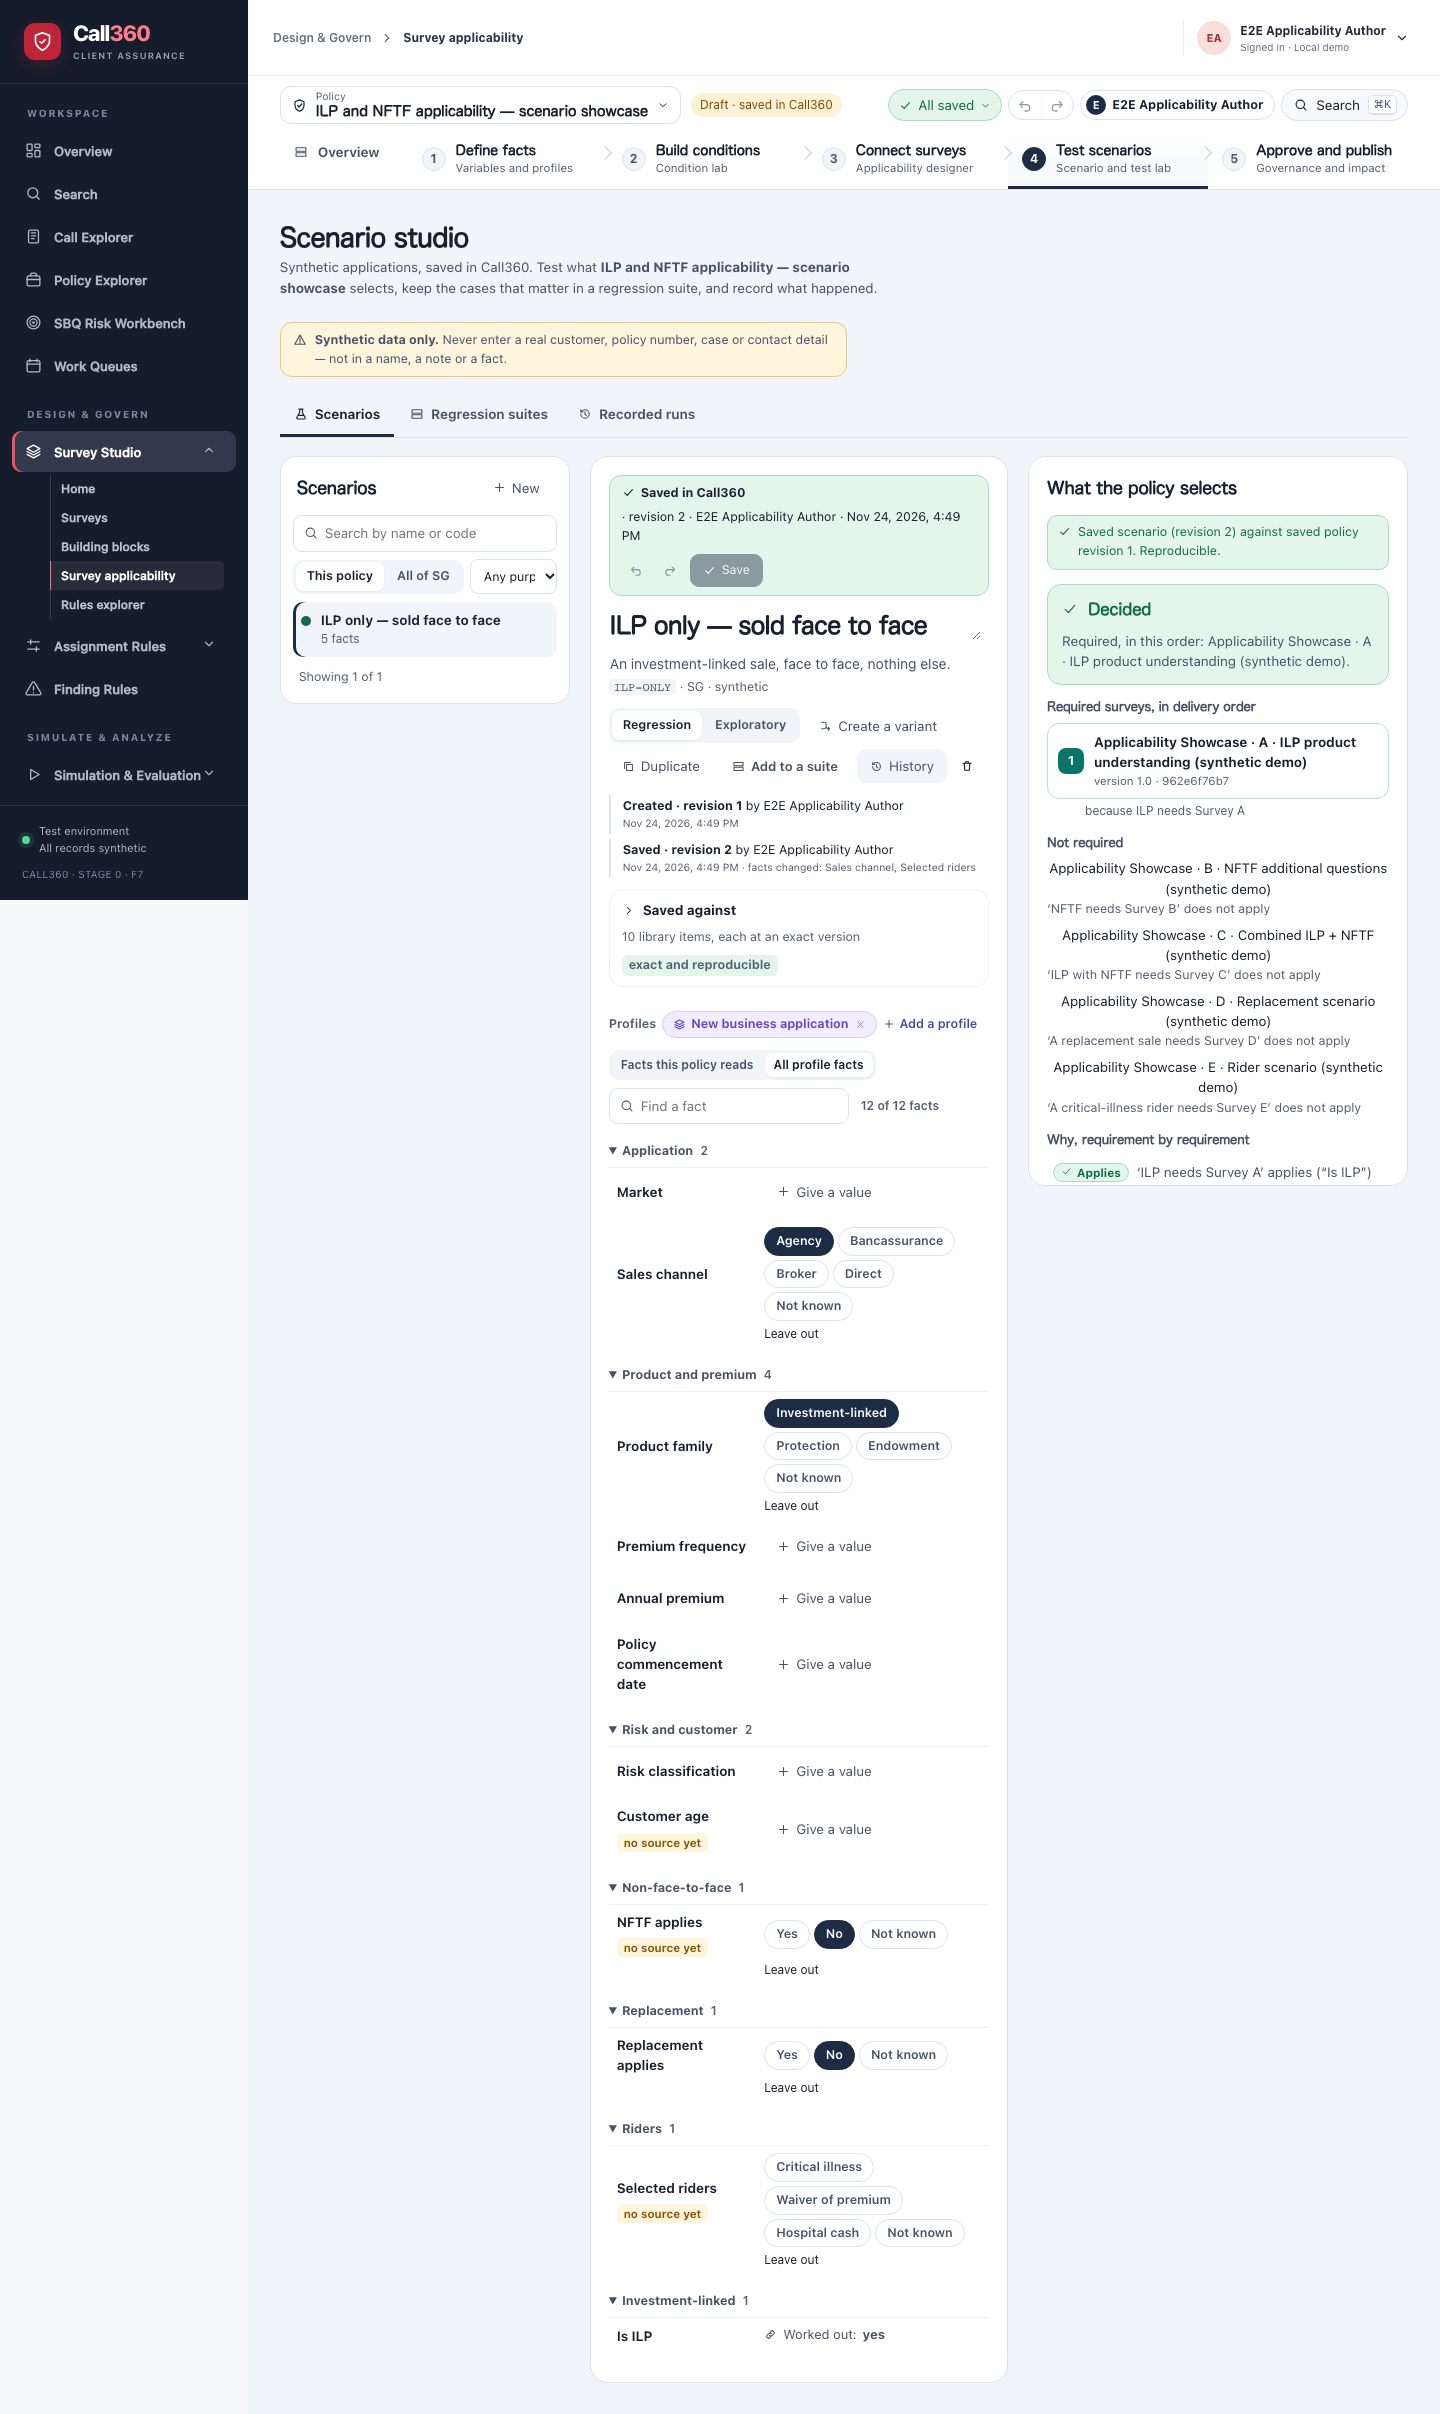 Call360
CLIENT ASSURANCE
WORKSPACE
Overview
Search
Call Explorer
Policy Explorer
SBQ Risk Workbench
Work Queues
DESIGN & GOVERN
Survey Studio
Home
Surveys
Building blocks
Survey applicability
Rules explorer
Assignment Rules
Finding Rules
SIMULATE & ANALYZE
Simulation & Evaluation
Test environment
All records synthetic
CALL360 · STAGE 0 · F7
Design & Govern
Survey applicability
EA
E2E Applicability Author
Signed in · Local demo
Policy
ILP and NFTF applicability — scenario showcase
Draft · saved in Call360
All saved
E
E2E Applicability Author
Search
⌘K
Overview
1
Define facts
Variables and profiles
2
Build conditions
Condition lab
3
Connect surveys
Applicability designer
4
Test scenarios
Scenario and test lab
5
Approve and publish
Governance and impact
Scenario studio
Synthetic applications, saved in Call360. Test what ILP and NFTF applicability — scenario
showcase selects, keep the cases that matter in a regression suite, and record what happened.
Synthetic data only. Never enter a real customer, policy number, case or contact detail
— not in a name, a note or a fact.
Scenarios
Regression suites
Recorded runs
Scenarios
New
Search by name or code
This policy
All of SG
Any purp
ILP only — sold face to face
5 facts
Showing 1 of 1
Saved in Call360
· revision 2 · E2E Applicability Author · Nov 24, 2026, 4:49
PM
Save
ILP only — sold face to face
An investment-linked sale, face to face, nothing else.
ILP-ONLY · SG · synthetic
Regression
Exploratory
Create a variant
Duplicate
Add to a suite
History
Created · revision 1 by E2E Applicability Author
Nov 24, 2026, 4:49 PM
Saved · revision 2 by E2E Applicability Author
Nov 24, 2026, 4:49 PM · facts changed: Sales channel, Selected riders
Saved against
10 library items, each at an exact version
exact and reproducible
Profiles
New business application
Add a profile
Facts this policy reads
All profile facts
Find a fact
12 of 12 facts
Application 2
Market
Give a value
Sales channel
Agency
Bancassurance
Broker
Direct
Not known
Leave out
Product and premium 4
Product family
Investment-linked
Protection
Endowment
Not known
Leave out
Premium frequency
Give a value
Annual premium
Give a value
Policy
commencement
date
Give a value
Risk and customer 2
Risk classification
Give a value
Customer age
no source yet
Give a value
Non-face-to-face 1
NFTF applies
no source yet
Yes
No
Not known
Leave out
Replacement 1
Replacement
applies
Yes
No
Not known
Leave out
Riders 1
Selected riders
no source yet
Critical illness
Waiver of premium
Hospital cash
Not known
Leave out
Investment-linked 1
Is ILP
Worked out: yes
What the policy selects
Saved scenario (revision 2) against saved policy
revision 1. Reproducible.
Decided
Required, in this order: Applicability Showcase · A
· ILP product understanding (synthetic demo).
Required surveys, in delivery order
1
Applicability Showcase · A · ILP product
understanding (synthetic demo)
version 1.0 · 962e6f76b7
because ILP needs Survey A
Not required
Applicability Showcase · B · NFTF additional questions
(synthetic demo)
‘NFTF needs Survey B’ does not apply
Applicability Showcase · C · Combined ILP + NFTF
(synthetic demo)
‘ILP with NFTF needs Survey C’ does not apply
Applicability Showcase · D · Replacement scenario
(synthetic demo)
‘A replacement sale needs Survey D’ does not apply
Applicability Showcase · E · Rider scenario (synthetic
demo)
‘A critical-illness rider needs Survey E’ does not apply
Why, requirement by requirement
Applies
‘ILP needs Survey A’ applies (“Is ILP”)